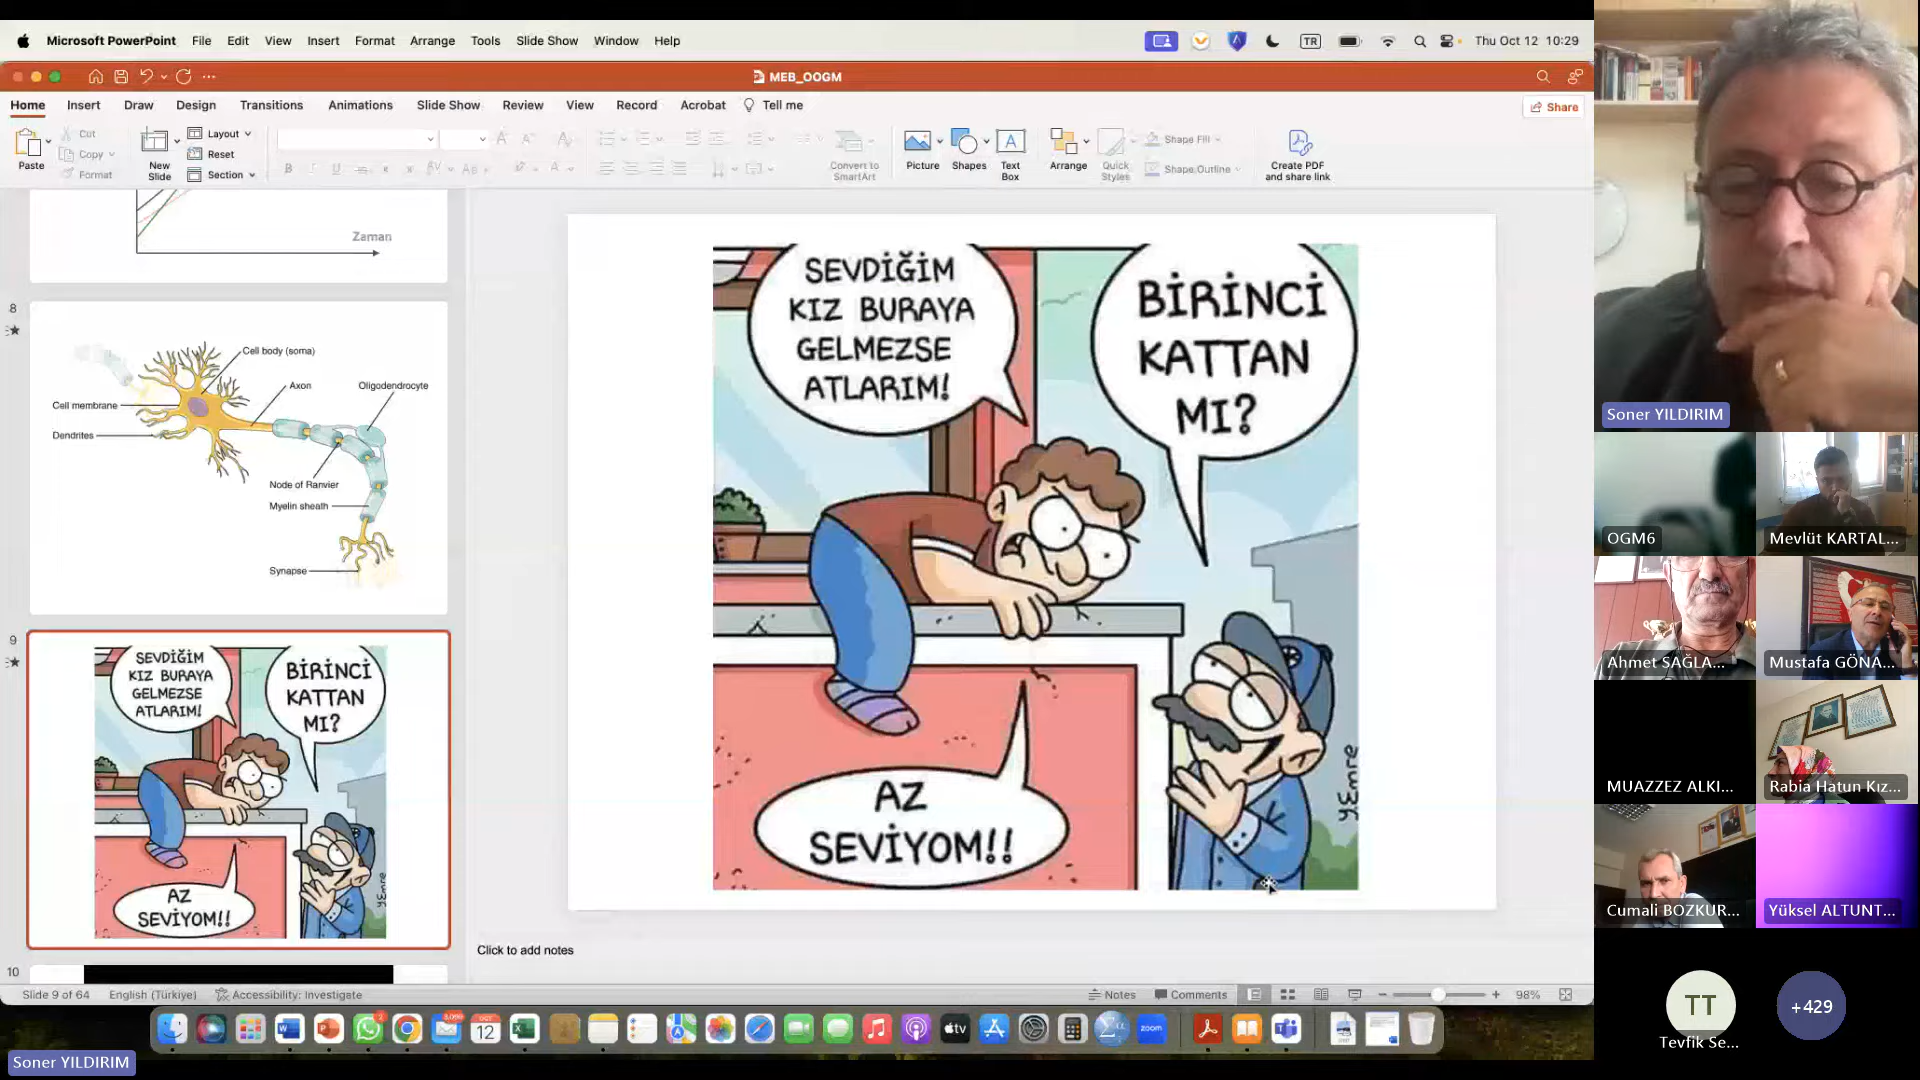 Microsoft PowerPoint File Edit View Insert Format Arrange Tools Slide Show Window Help
TR
Thu Oct 12 10:29
MEB_OOGM
Home Insert Draw Design Transitions Animations Slide Show Review View Record Acrobat Tell me
Share
Paste
Cut
Copy
Format
New
Slide
Layout
Reset
Section
Convert to
SmartArt
Picture
Shapes
Text
Box
Arrange
Quick
Styles
Shape Fill
Shape Outline
Create PDF
and share link
Zaman
8
Cell body (soma)
Axon
Oligodendrocyte
Cell membrane
Dendrites
Node of Ranvier
Myelin sheath
Synapse
9
SEVDİĞİM
KIZ BURAYA
GELMEZSE
ATLARIM!
BİRİNCİ
KATTAN
MI?
AZ
SEVİYOM!!
Y.Emre
10
SEVDİĞİM
KIZ BURAYA
GELMEZSE
ATLARIM!
BİRİNCİ
KATTAN
MI?
AZ
SEVİYOM!!
Y.Emre
Click to add notes
Slide 9 of 64
English (Türkiye)
Accessibility: Investigate
Notes
Comments
98%
OCT
12
tv
zoom
Soner YILDIRIM
Soner YILDIRIM
OGM6
Mevlüt KARTAL...
Ahmet SAĞLA...
Mustafa GÖNA...
MUAZZEZ ALKI...
Rabia Hatun Kız...
Cumali BOZKUR...
Yüksel ALTUNT...
TT
Tevfik Se...
+429